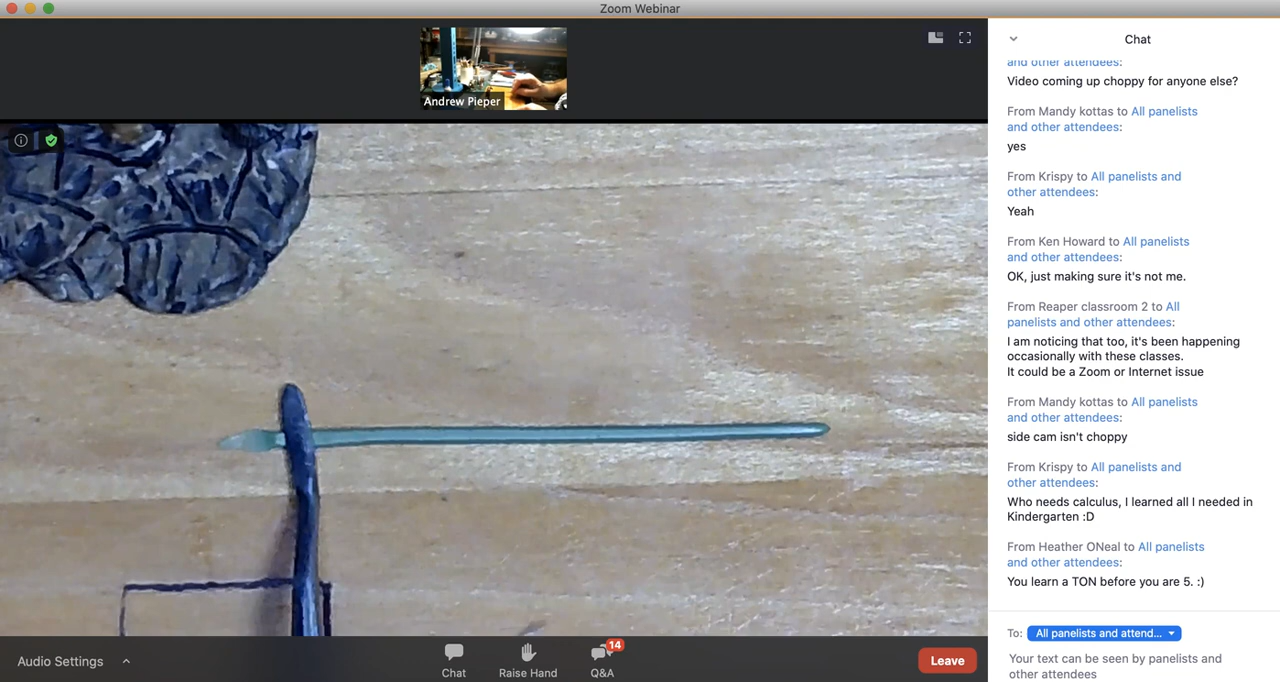 Zoom Webinar
Andrew Pieper
Chat
and other attendees:
Video coming up choppy for anyone else?
From Mandy kottas to All panelists
and other attendees:
yes
From Krispy to All panelists and
other attendees:
Yeah
From Ken Howard to All panelists
and other attendees:
OK, just making sure it's not me.
From Reaper classroom 2 to All
panelists and other attendees:
I am noticing that too, it's been happening
occasionally with these classes.
It could be a Zoom or Internet issue
From Mandy kottas to All panelists
and other attendees:
side cam isn't choppy
From Krispy to All panelists and
other attendees:
Who needs calculus, I learned all I needed in
Kindergarten :D
From Heather ONeal to All panelists
and other attendees:
You learn a TON before you are 5. :)
To: All panelists and attend...
Your text can be seen by panelists and
other attendees
Audio Settings
Chat
Raise Hand
14
Q&A
Leave